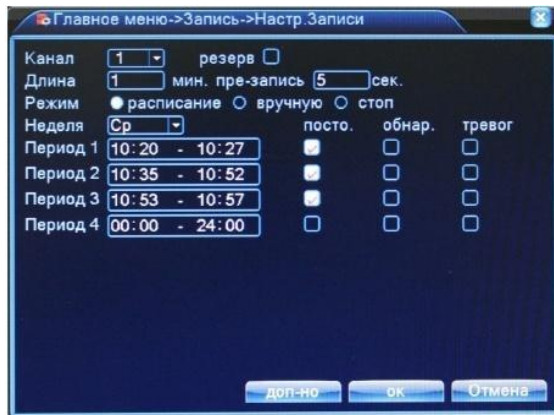 Главное меню->Запись->Настр.Записи
Канал 1 резерв
Длина 1 мин. пре-запись 5 сек.
Режим расписание вручную стоп
Неделя Ср посто. обнар. тревог
Период 1 10:20 - 10:27
Период 2 10:35 - 10:52
Период 3 10:53 - 10:57
Период 4 00:00 - 24:00
доп-но ок Отмена